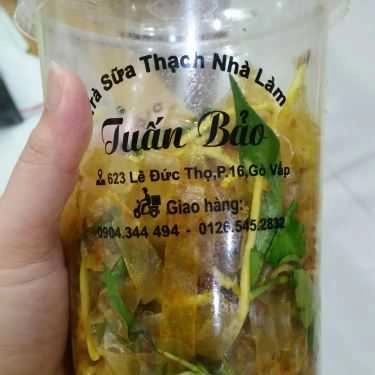 Trà Sữa Thạch Nhà Làm
Tuấn Bảo
623 Lê Đức Thọ,P.16,Gò Vấp
Giao hàng:
0904.344 494 - 0126.545.2832